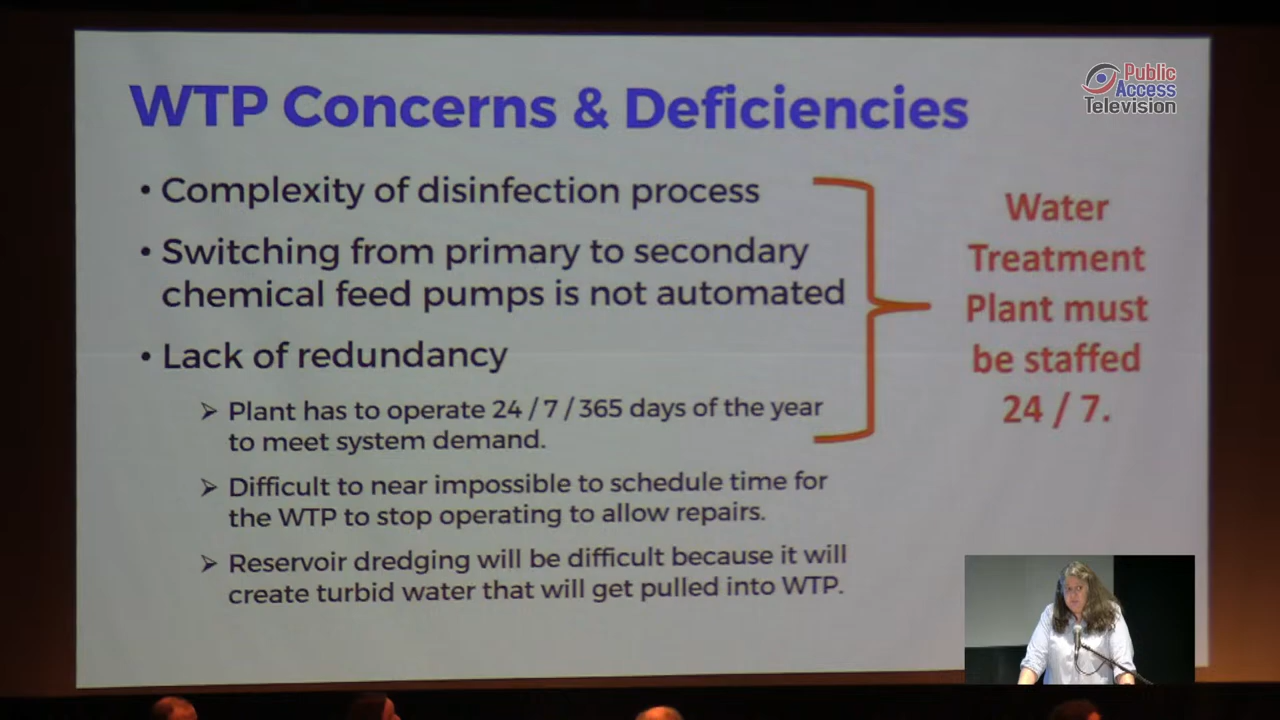 WTP Concerns & Deficiencies
Public
Access
Television
• Complexity of disinfection process
• Switching from primary to secondary
chemical feed pumps is not automated
• Lack of redundancy
➢ Plant has to operate 24 / 7 / 365 days of the year
to meet system demand.
➢ Difficult to near impossible to schedule time for
the WTP to stop operating to allow repairs.
➢ Reservoir dredging will be difficult because it will
create turbid water that will get pulled into WTP.
Water
Treatment
Plant must
be staffed
24 / 7.